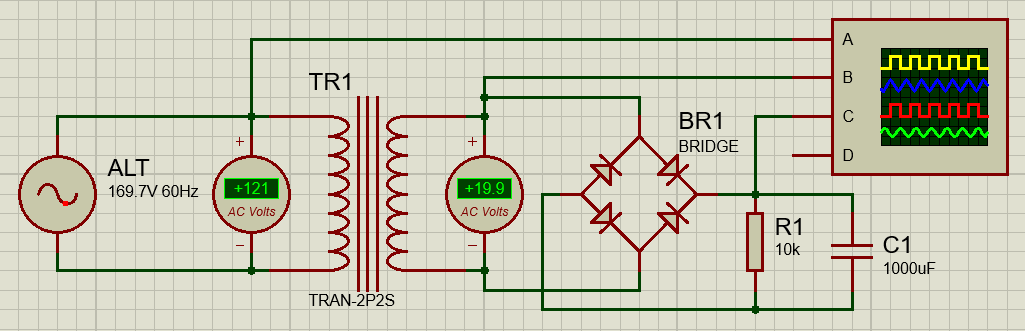 A
B
C
D
TR1
TRAN-2P2S
ALT
169.7V 60Hz
+
+121
AC Volts
−
+
+19.9
AC Volts
−
BR1
BRIDGE
R1
10k
C1
1000uF